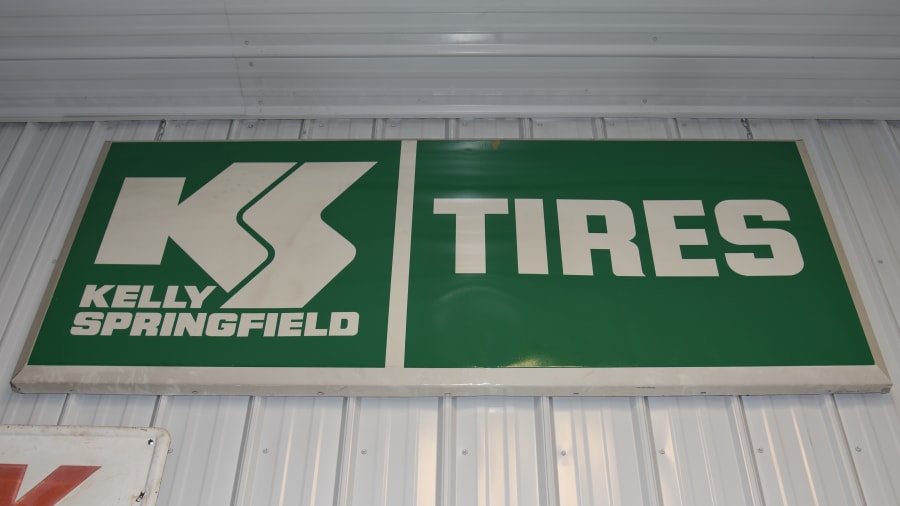 KS
KELLY
SPRINGFIELD
TIRES